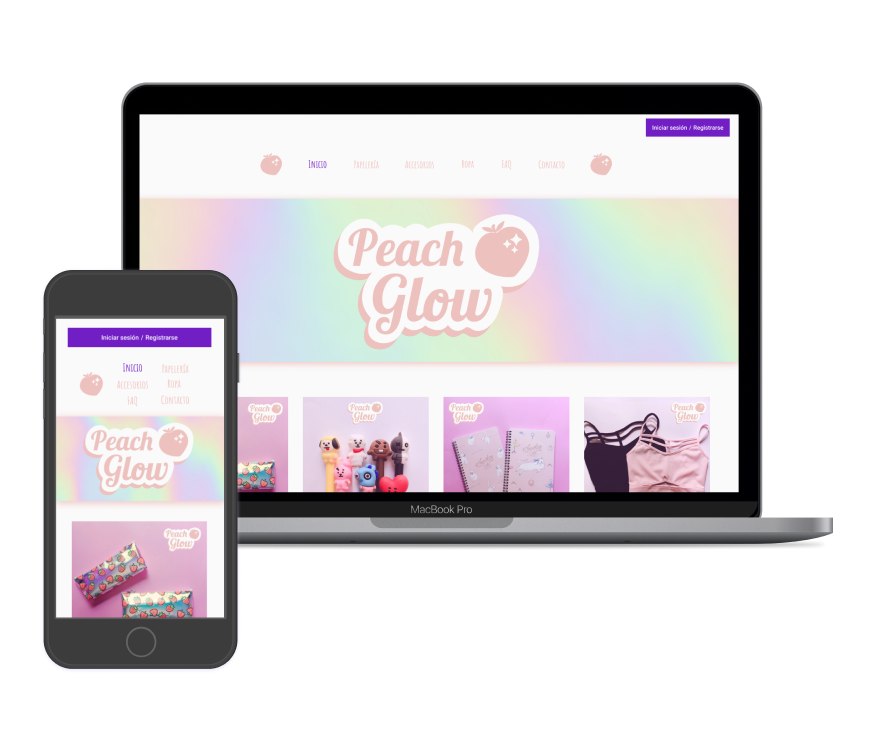 Iniciar sesión / Registrarse
INICIO PAPELERÍA ACCESORIOS ROPA FAQ CONTACTO
Peach
Glow
Peach
Glow
Peach
Glow
Peach
Glow
Peach
Glow
MacBook Pro
Iniciar sesión / Registrarse
INICIO PAPELERÍA
ACCESORIOS ROPA
FAQ CONTACTO
Peach
Glow
Peach
Glow